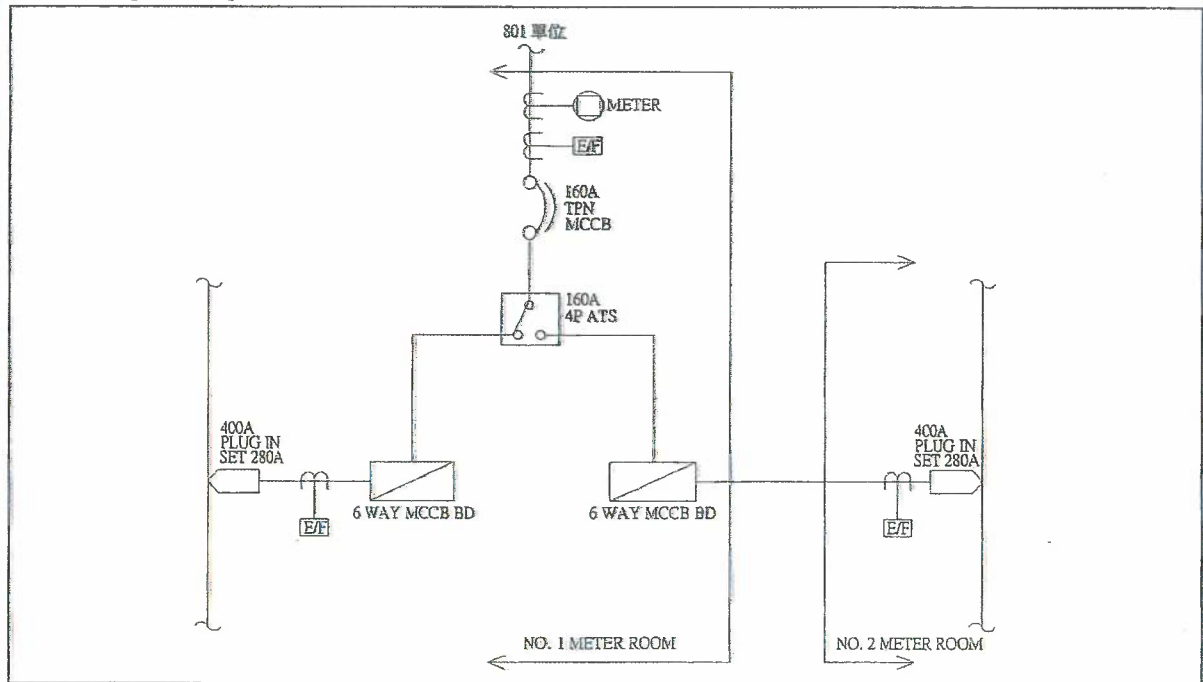 801 單位
METER
E/F
160A
TPN
MCCB
160A
4P ATS
400A
PLUG IN
SET 280A
E/F
6 WAY MCCB BD
6 WAY MCCB BD
400A
PLUG IN
SET 280A
E/F
NO. 1 METER ROOM
NO. 2 METER ROOM